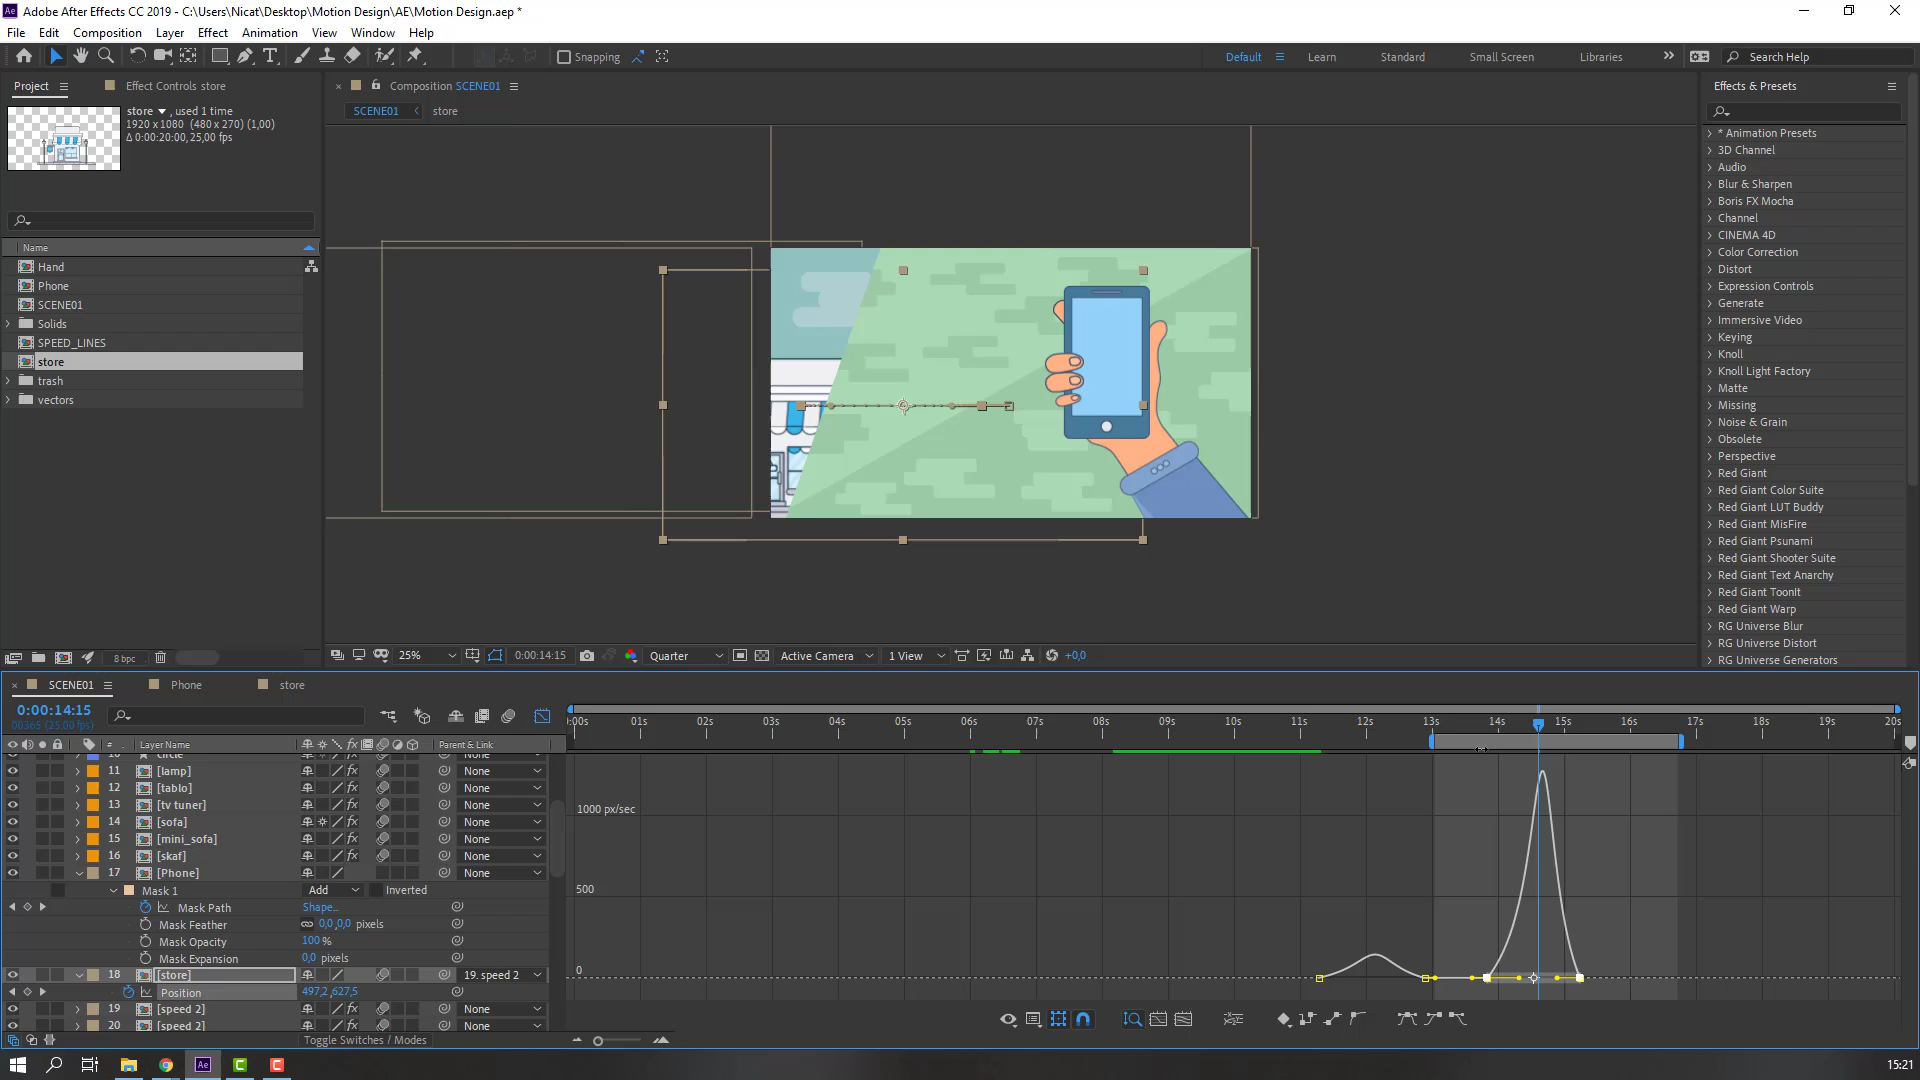 Adobe After Effects CC 2019 - C:\Users\Nicat\Desktop\Motion Design\AE\Motion Design.aep *
File Edit Composition Layer Effect Animation View Window Help
Snapping
Default Learn Standard Small Screen Libraries Search Help
Project Effect Controls store
Composition SCENE01
Effects & Presets
SCENE01 store
store , used 1 time
1920 x 1080 (480 x 270) (1,00)
Δ 0:00:20:00, 25,00 fps
Name
Hand
Phone
SCENE01
Solids
SPEED_LINES
store
trash
vectors
8 bpc
25%
0:00:14:15
Quarter
Active Camera
1 View
+0,0
* Animation Presets
3D Channel
Audio
Blur & Sharpen
Boris FX Mocha
Channel
CINEMA 4D
Color Correction
Distort
Expression Controls
Generate
Immersive Video
Keying
Knoll
Knoll Light Factory
Matte
Missing
Noise & Grain
Obsolete
Perspective
Red Giant
Red Giant Color Suite
Red Giant LUT Buddy
Red Giant MisFire
Red Giant Psunami
Red Giant Shooter Suite
Red Giant Text Anarchy
Red Giant ToonIt
Red Giant Warp
RG Universe Blur
RG Universe Distort
RG Universe Generators
SCENE01 Phone store
0:00:14:15
00365 (25.00 fps)
:00s 01s 02s 03s 04s 05s 06s 07s 08s 09s 10s 11s 12s 13s 14s 15s 16s 17s 18s 19s 20s
# Layer Name Parent & Link
11 [lamp] None
12 [tablo] None
13 [tv tuner] None
14 [sofa] None
15 [mini_sofa] None
16 [skaf] None
17 [Phone] None
Mask 1 Add Inverted
Mask Path Shape...
Mask Feather 0,0,0,0 pixels
Mask Opacity 100 %
Mask Expansion 0,0 pixels
18 [store] 19. speed 2
Position 497,2,627,5
19 [speed 2] None
20 [speed 2] None
Toggle Switches / Modes
1000 px/sec
500
0
15:21